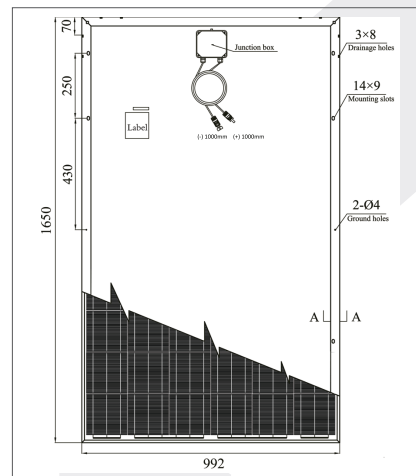 70
3×8
Drainage holes
Junction box
250
14×9
Mounting slots
Label
(-) 1000mm (+) 1000mm
430
1650
2-Ø4
Ground holes
A A
992